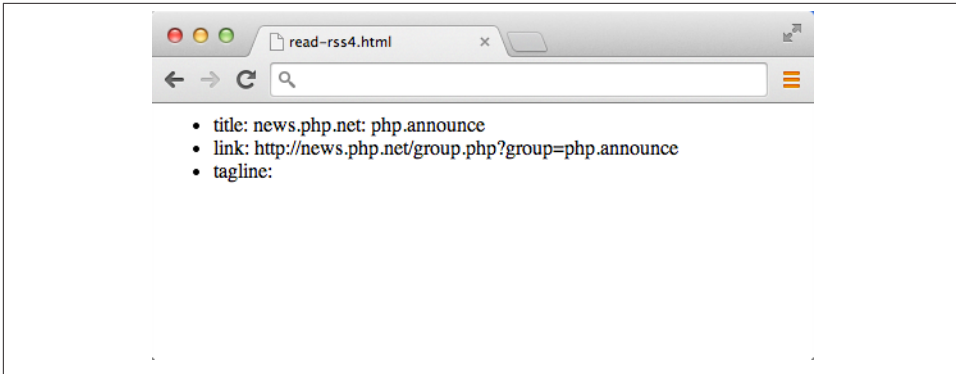 read-rss4.html
• title: news.php.net: php.announce
• link: http://news.php.net/group.php?group=php.announce
• tagline: